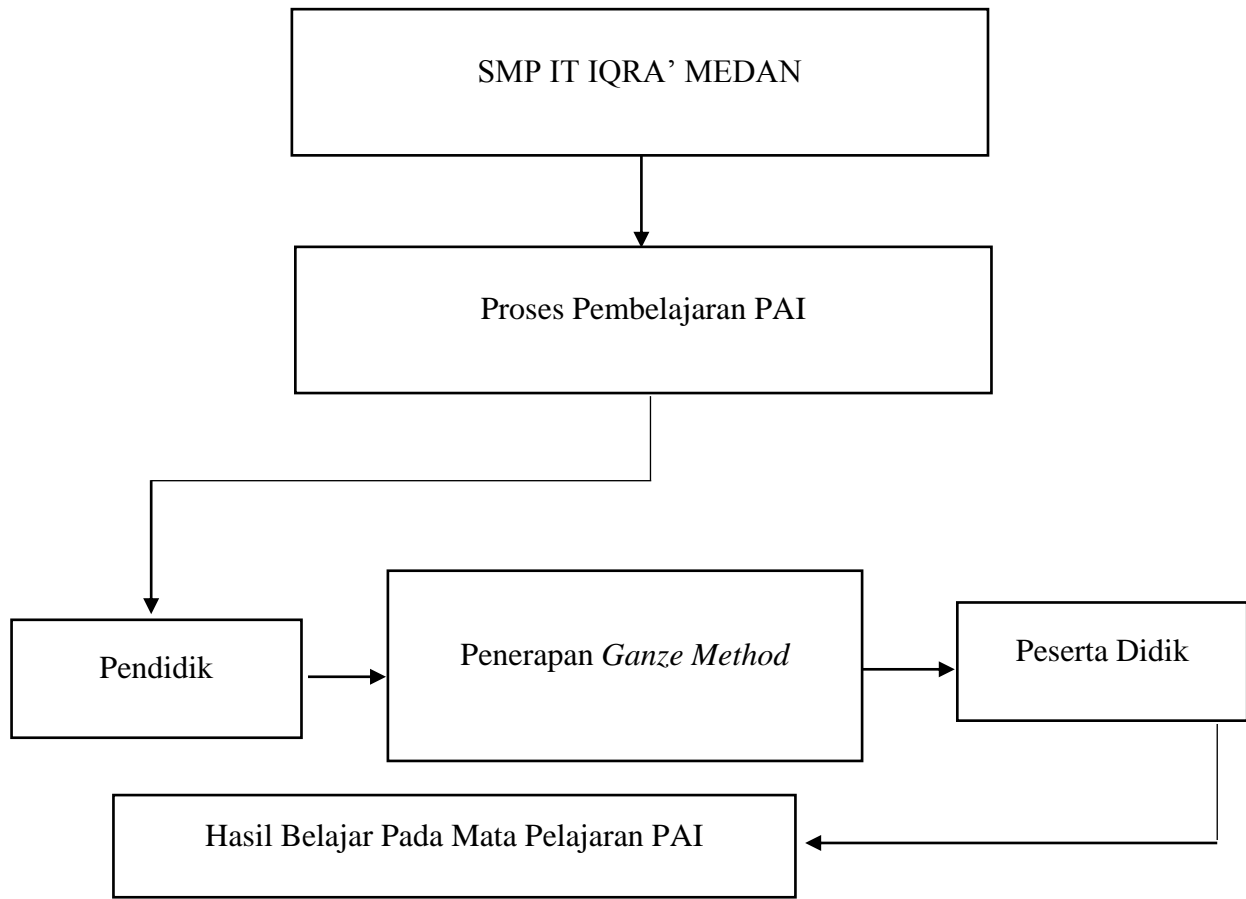 SMP IT IQRA’ MEDAN
Proses Pembelajaran PAI
Pendidik
Penerapan Ganze Method
Peserta Didik
Hasil Belajar Pada Mata Pelajaran PAI